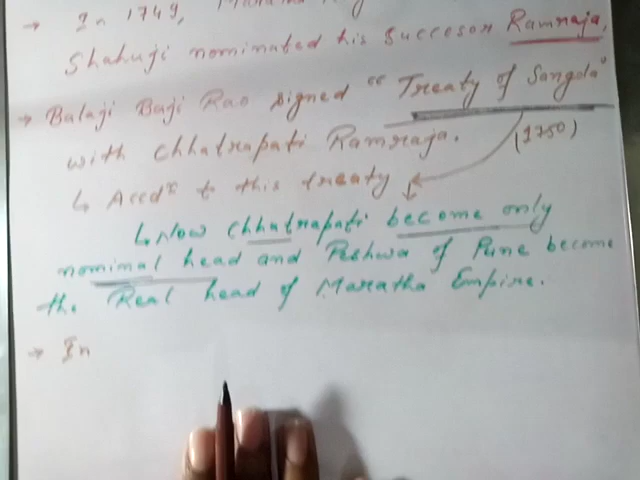 → In 1749,
Shahuji nominated his Succesor Ramraja.
→ Balaji Baji Rao signed "Treaty of Sangola"
with Chhatrapati Ramraja. (1750)
↳ Accdⁿ to this treaty
↳ Now Chhatrapati become only
nominal head and Peshwa of Pune become
the Real head of Maratha Empire.
→ In